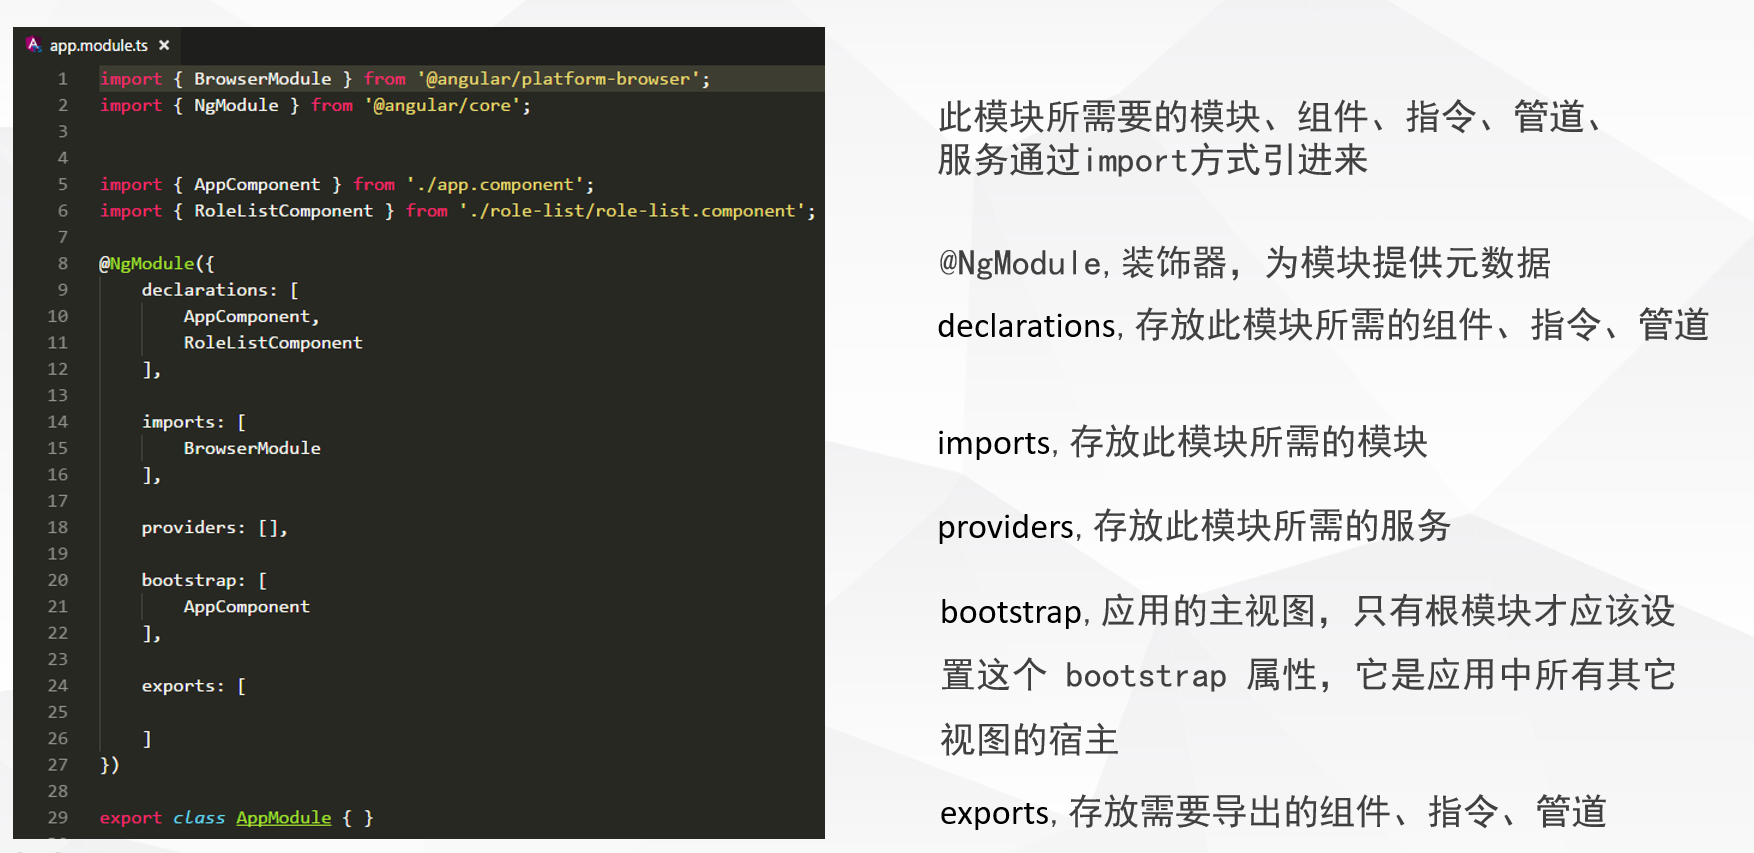 app.module.ts ×
1 import { BrowserModule } from '@angular/platform-browser';
2 import { NgModule } from '@angular/core';
3
4
5 import { AppComponent } from './app.component';
6 import { RoleListComponent } from './role-list/role-list.component';
7
8 @NgModule({
9 declarations: [
10 AppComponent,
11 RoleListComponent
12 ],
13
14 imports: [
15 BrowserModule
16 ],
17
18 providers: [],
19
20 bootstrap: [
21 AppComponent
22 ],
23
24 exports: [
25
26 ]
27 })
28
29 export class AppModule { }
此模块所需要的模块、组件、指令、管道、
服务通过import方式引进来
@NgModule,装饰器，为模块提供元数据
declarations,存放此模块所需的组件、指令、管道
imports,存放此模块所需的模块
providers,存放此模块所需的服务
bootstrap,应用的主视图，只有根模块才应该设
置这个 bootstrap 属性，它是应用中所有其它
视图的宿主
exports,存放需要导出的组件、指令、管道